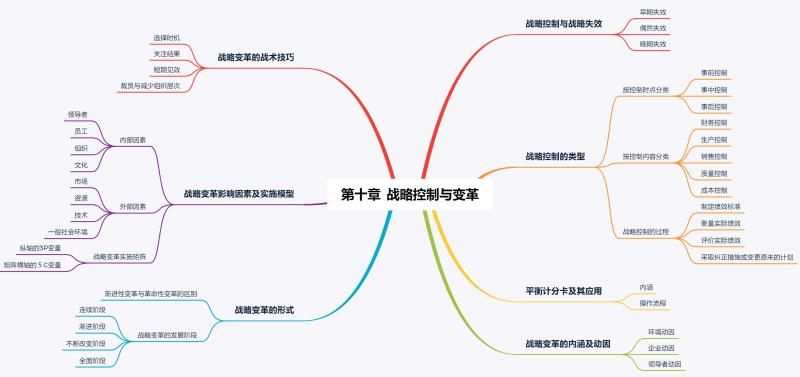 第十章 战略控制与变革
战略控制与战略失效
早期失效
偶然失效
晚期失效
战略控制的类型
按控制时点分类
事前控制
事中控制
事后控制
按控制内容分类
财务控制
生产控制
销售控制
质量控制
成本控制
战略控制的过程
制定绩效标准
衡量实际绩效
评价实际绩效
采取纠正措施或变更原来的计划
平衡计分卡及其应用
内涵
操作流程
战略变革的内涵及动因
环境动因
企业动因
领导者动因
战略变革的战术技巧
选择时机
关注结果
短期见效
裁员与减少组织层次
战略变革影响因素及实施模型
内部因素
领导者
员工
组织
文化
外部因素
市场
资源
技术
一般社会环境
战略变革实施矩阵
纵轴的3P变量
矩阵横轴的 5 C变量
战略变革的形式
渐进性变革与革命性变革的区别
战略变革的发展阶段
连续阶段
渐进阶段
不断改变阶段
全面阶段